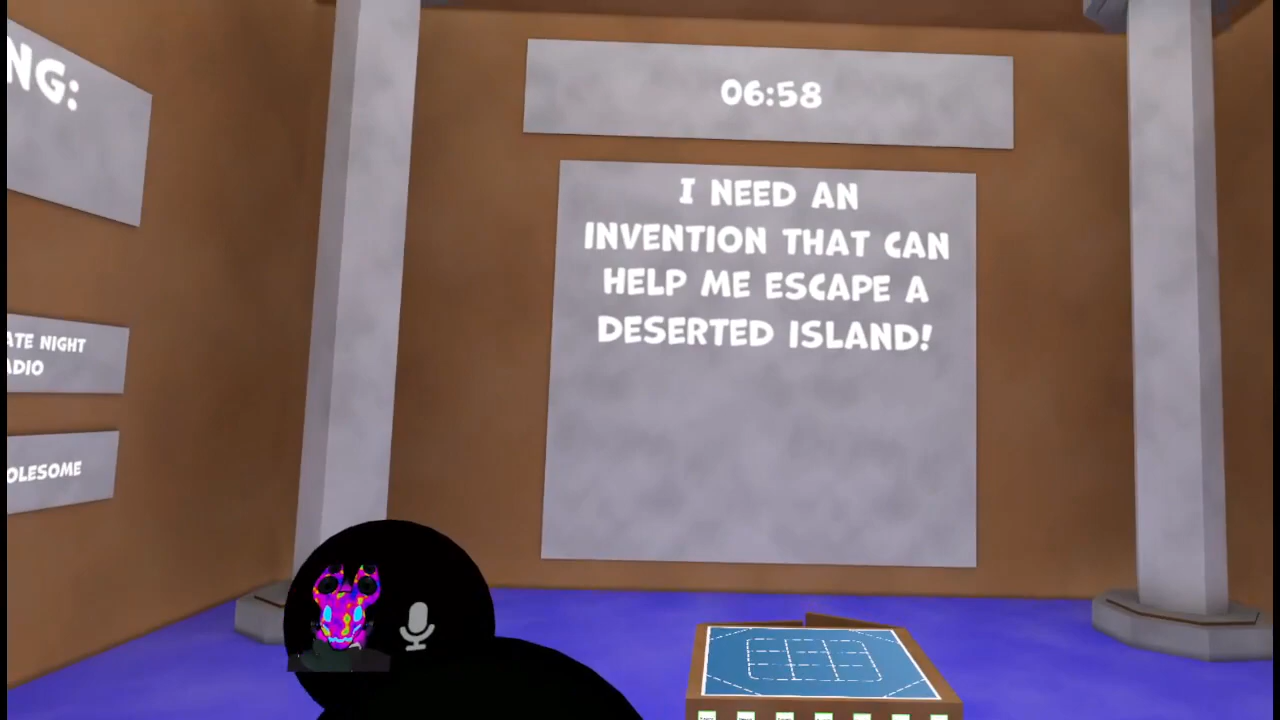 NG:
06:58
I NEED AN
INVENTION THAT CAN
HELP ME ESCAPE A
DESERTED ISLAND!
ATE NIGHT
ADIO
OLESOME